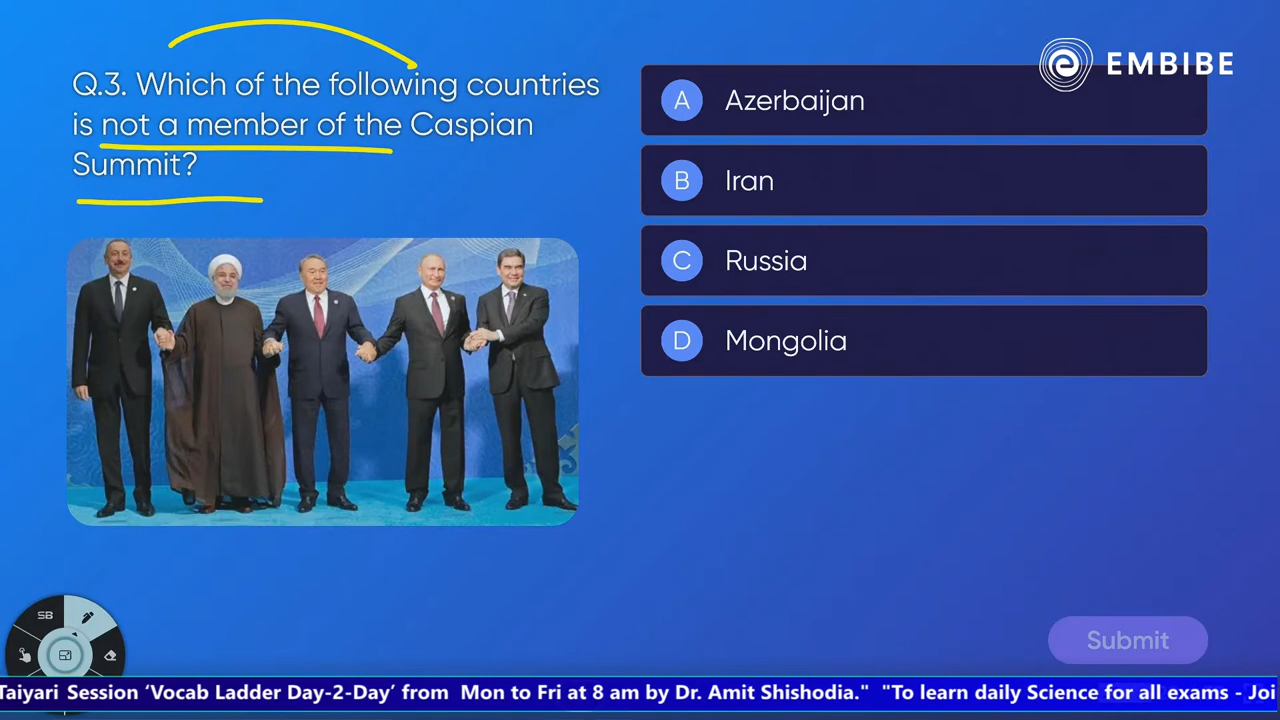 Q.3. Which of the following countries
is not a member of the Caspian
Summit?
EMBIBE
A Azerbaijan
B Iran
C Russia
D Mongolia
SB
Submit
Taiyari Session ‘Vocab Ladder Day-2-Day’ from Mon to Fri at 8 am by Dr. Amit Shishodia." "To learn daily Science for all exams - Joi